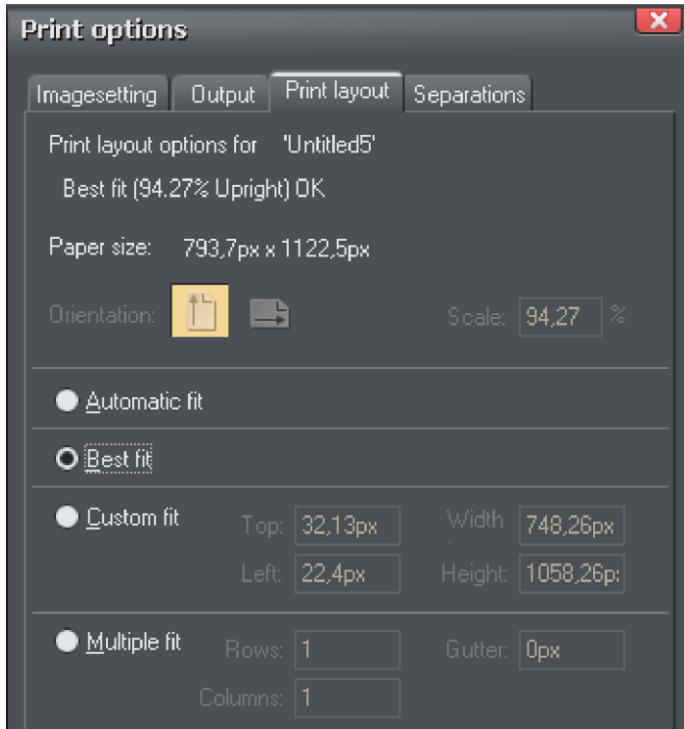 Print options
Imagesetting Output Print layout Separations
Print layout options for 'Untitled5'
Best fit (94.27% Upright) OK
Paper size: 793,7px x 1122,5px
Orientation: Scale: 94,27 %
Automatic fit
Best fit
Custom fit Top: 32,13px Width 748,26px
Left: 22,4px Height: 1058,26p
Multiple fit Rows: 1 Gutter: 0px
Columns: 1